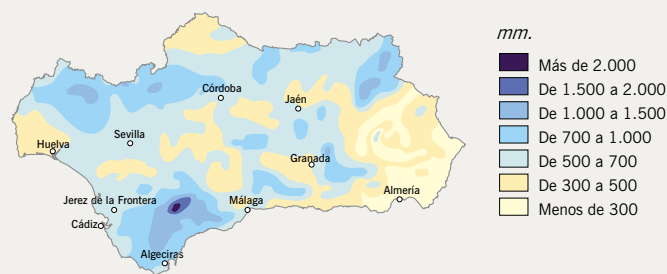 mm.
Más de 2.000
De 1.500 a 2.000
De 1.000 a 1.500
De 700 a 1.000
De 500 a 700
De 300 a 500
Menos de 300
Córdoba
Jaén
Sevilla
Huelva
Granada
Almería
Jerez de la Frontera
Málaga
Cádiz
Algeciras